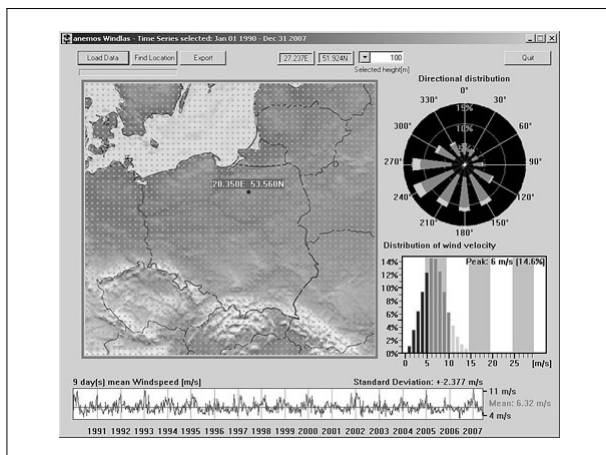 anemos Windlas - Time Series selected: Jan 01 1990 - Dec 31 2007
Load Data Find Location Export 27.237E 51.924N 100 Quit
Selected height[m]
Directional distribution
0°
330° 30°
15%
300° 10% 60°
270° 90°
240° 120°
210° 150°
180°
20.350E 53.560N
Distribution of wind velocity
Peak: 6 m/s (14.6%)
14%
12%
10%
8%
6%
4%
2%
0%
0 5 10 15 20 25 [m/s]
9 day(s) mean Windspeed [m/s] Standard Deviation: +-2.377 m/s
11 m/s
Mean: 6.32 m/s
4 m/s
1991 1992 1993 1994 1995 1996 1997 1998 1999 2000 2001 2002 2003 2004 2005 2006 2007